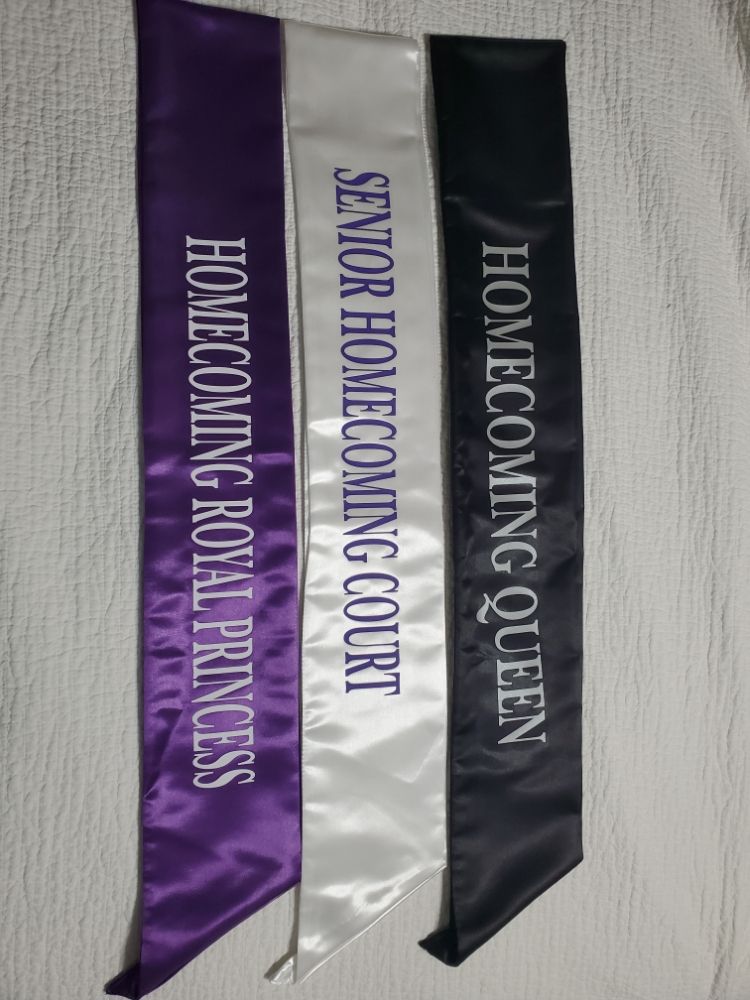 HOMECOMING ROYAL PRINCESS
SENIOR HOMECOMING COURT
HOMECOMING QUEEN